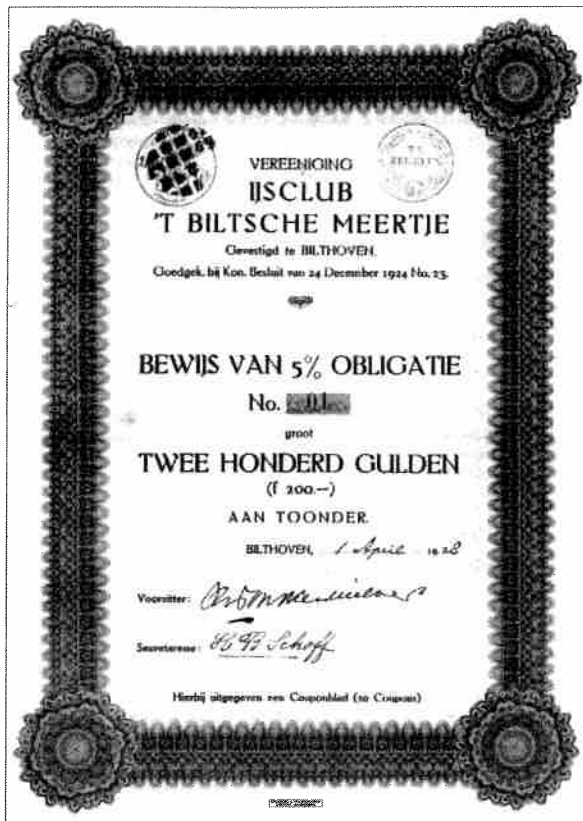 VEREENIGING
IJSCLUB
'T BILTSCHE MEERTJE
Gevestigd te BILTHOVEN.
Goedgek. bij Kon. Besluit van 24 December 1924 No. 23.
BEWIJS VAN 5% OBLIGATIE
No. 01
groot
TWEE HONDERD GULDEN
(f 200.—)
AAN TOONDER.
BILTHOVEN, 1 April 1928
Voorzitter:
Secretaresse: Schoff
Hierbij uitgegeven een Couponblad (10 Coupons)